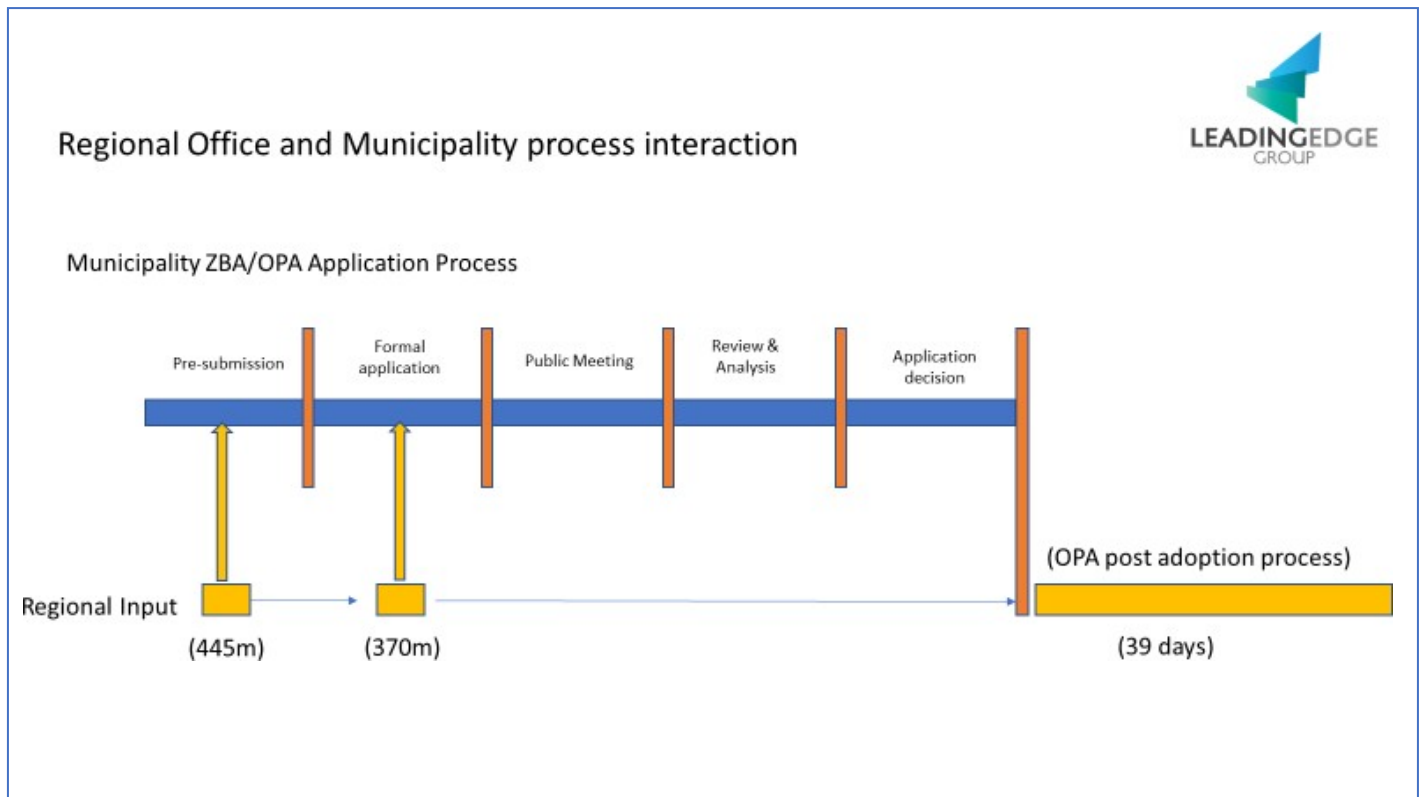 LEADINGEDGE
GROUP
Regional Office and Municipality process interaction
Municipality ZBA/OPA Application Process
Pre-submission
Formal
application
Public Meeting
Review &
Analysis
Application
decision
(OPA post adoption process)
Regional Input
(445m)
(370m)
(39 days)